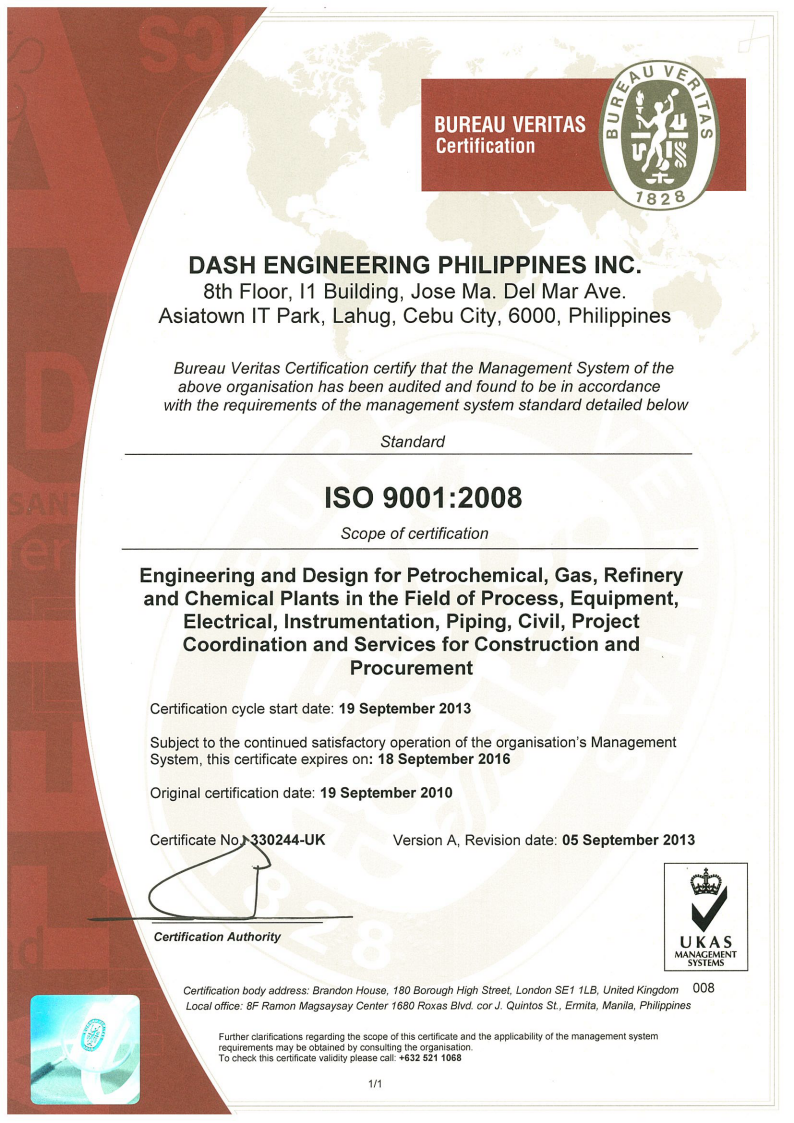 BUREAU VERITAS
Certification
BUREAU VERITAS
1828
DASH ENGINEERING PHILIPPINES INC.
8th Floor, I1 Building, Jose Ma. Del Mar Ave.
Asiatown IT Park, Lahug, Cebu City, 6000, Philippines
Bureau Veritas Certification certify that the Management System of the
above organisation has been audited and found to be in accordance
with the requirements of the management system standard detailed below
Standard
ISO 9001:2008
Scope of certification
Engineering and Design for Petrochemical, Gas, Refinery
and Chemical Plants in the Field of Process, Equipment,
Electrical, Instrumentation, Piping, Civil, Project
Coordination and Services for Construction and
Procurement
Certification cycle start date: 19 September 2013
Subject to the continued satisfactory operation of the organisation's Management
System, this certificate expires on: 18 September 2016
Original certification date: 19 September 2010
Certificate No. 330244-UK Version A, Revision date: 05 September 2013
Certification Authority
UKAS
MANAGEMENT
SYSTEMS
008
Certification body address: Brandon House, 180 Borough High Street, London SE1 1LB, United Kingdom
Local office: 8F Ramon Magsaysay Center 1680 Roxas Blvd. cor J. Quintos St., Ermita, Manila, Philippines
Further clarifications regarding the scope of this certificate and the applicability of the management system
requirements may be obtained by consulting the organisation.
To check this certificate validity please call: +632 521 1068
1/1